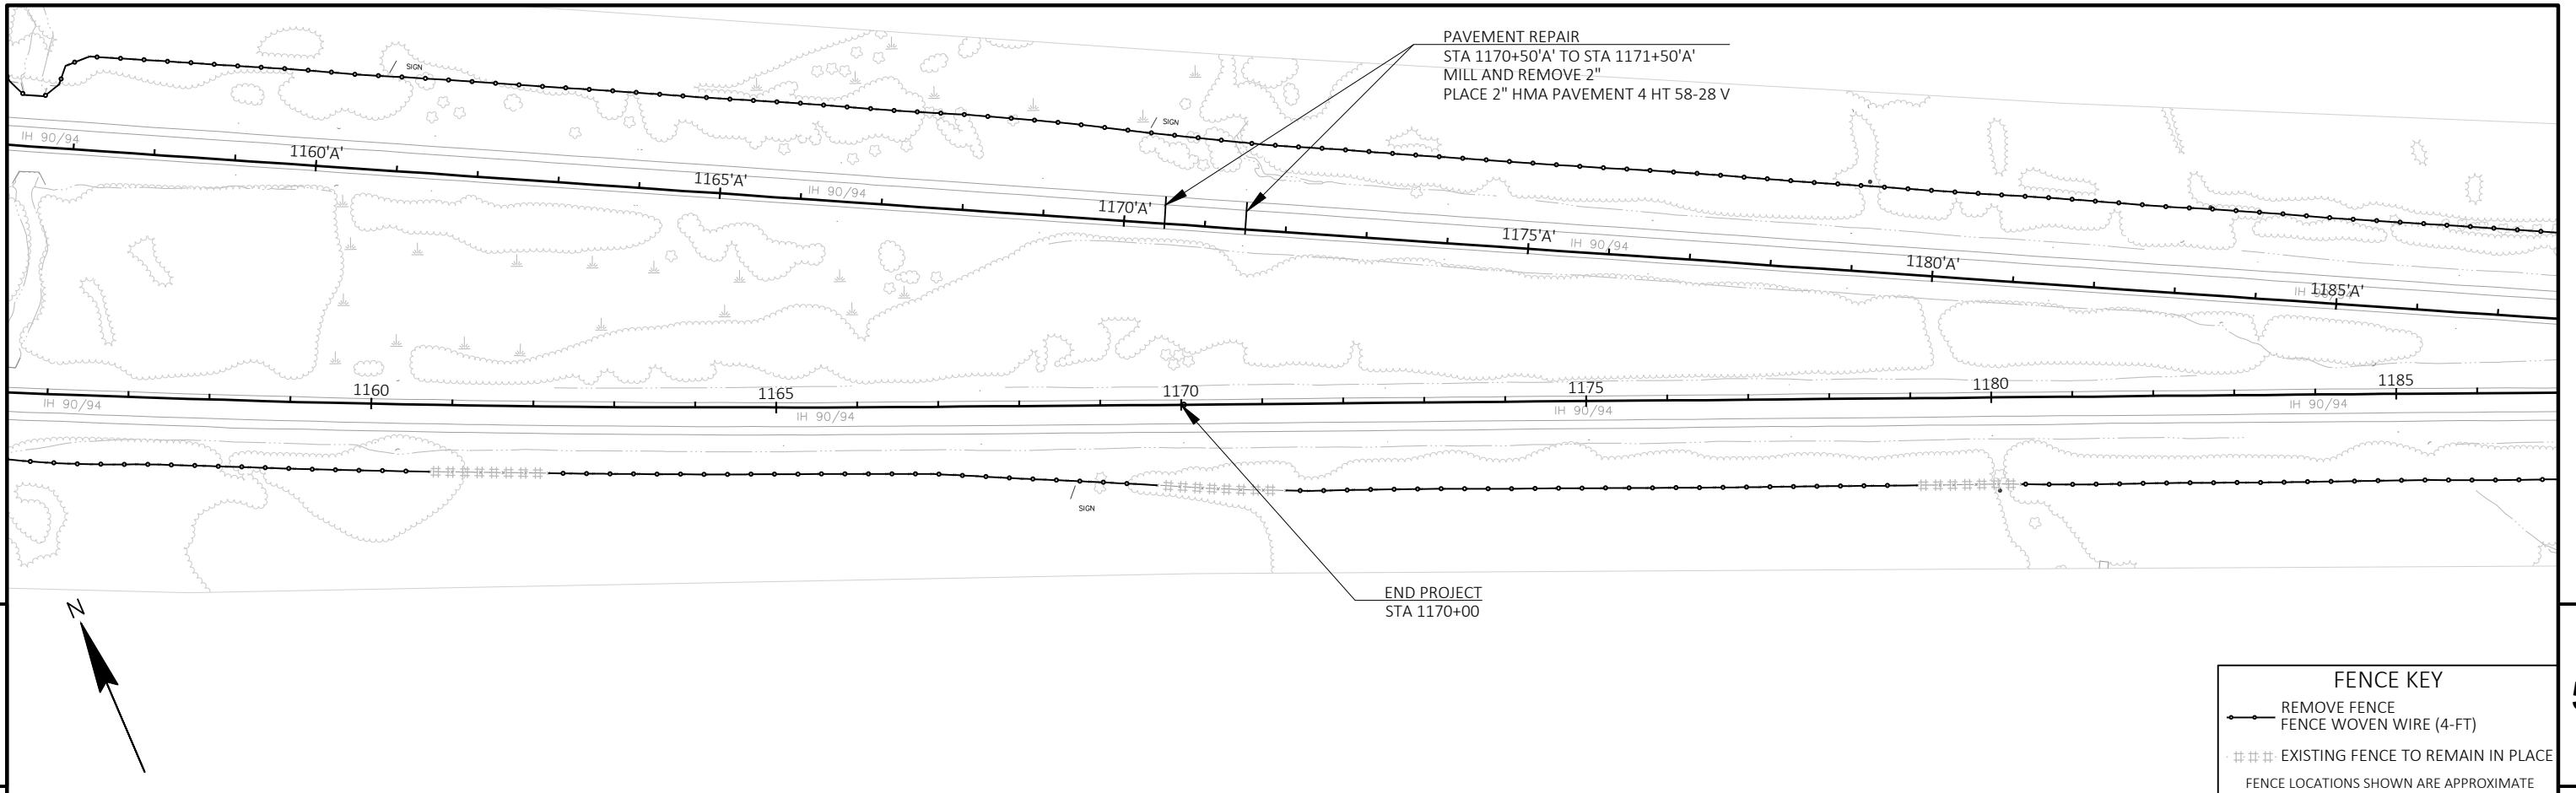 PAVEMENT REPAIR
STA 1170+50'A' TO STA 1171+50'A'
MILL AND REMOVE 2"
PLACE 2" HMA PAVEMENT 4 HT 58-28 V
SIGN
SIGN
IH 90/94
1160'A'
1165'A'
IH 90/94
1170'A'
1175'A'
IH 90/94
1180'A'
IH 90/94
1185'A'
IH 90/94
1160
1165
IH 90/94
1170
1175
IH 90/94
1180
IH 90/94
1185
SIGN
END PROJECT
STA 1170+00
N
FENCE KEY
REMOVE FENCE
FENCE WOVEN WIRE (4-FT)
EXISTING FENCE TO REMAIN IN PLACE
FENCE LOCATIONS SHOWN ARE APPROXIMATE